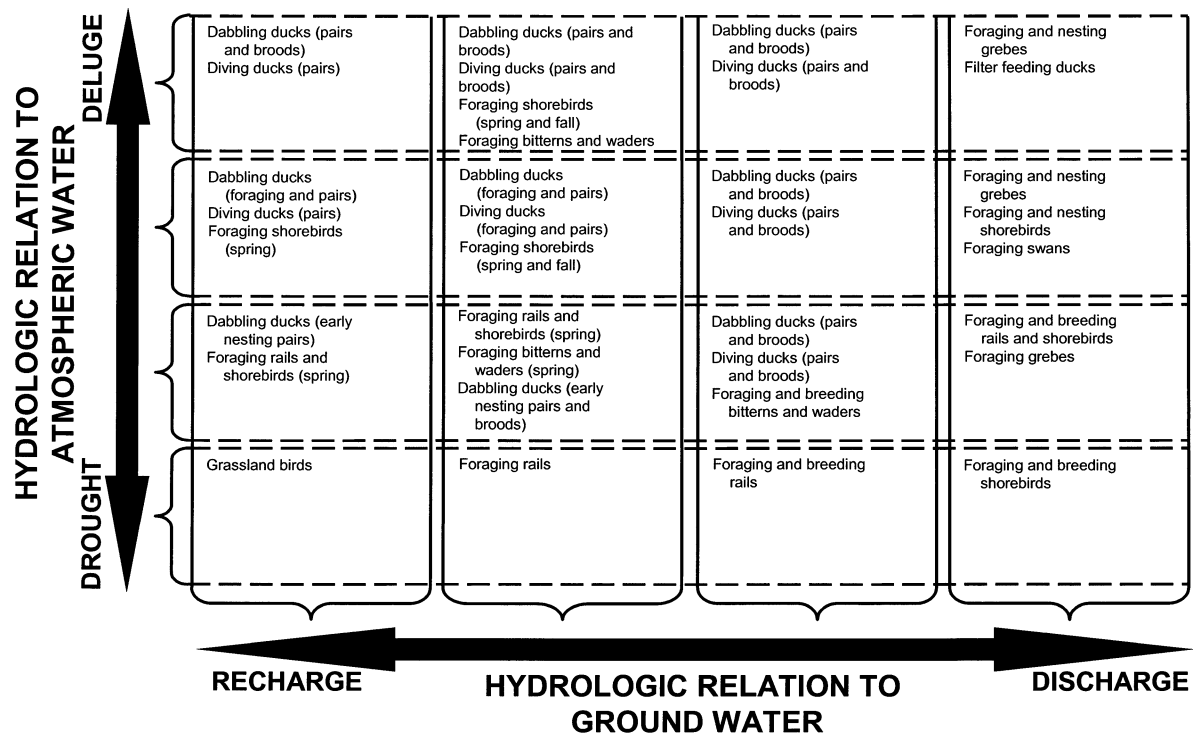 HYDROLOGIC RELATION TO
ATMOSPHERIC WATER
DELUGE
DROUGHT
Dabbling ducks (pairs
and broods)
Diving ducks (pairs)
Dabbling ducks (pairs and
broods)
Diving ducks (pairs and
broods)
Foraging shorebirds
(spring and fall)
Foraging bitterns and waders
Dabbling ducks (pairs
and broods)
Diving ducks (pairs and
broods)
Foraging and nesting
grebes
Filter feeding ducks
Dabbling ducks
(foraging and pairs)
Diving ducks (pairs)
Foraging shorebirds
(spring)
Dabbling ducks
(foraging and pairs)
Diving ducks
(foraging and pairs)
Foraging shorebirds
(spring and fall)
Dabbling ducks (pairs
and broods)
Diving ducks (pairs
and broods)
Foraging and nesting
grebes
Foraging and nesting
shorebirds
Foraging swans
Dabbling ducks (early
nesting pairs)
Foraging rails and
shorebirds (spring)
Foraging rails and
shorebirds (spring)
Foraging bitterns and
waders (spring)
Dabbling ducks (early
nesting pairs and
broods)
Dabbling ducks (pairs
and broods)
Diving ducks (pairs
and broods)
Foraging and breeding
bitterns and waders
Foraging and breeding
rails and shorebirds
Foraging grebes
Grassland birds
Foraging rails
Foraging and breeding
rails
Foraging and breeding
shorebirds
RECHARGE
HYDROLOGIC RELATION TO
GROUND WATER
DISCHARGE